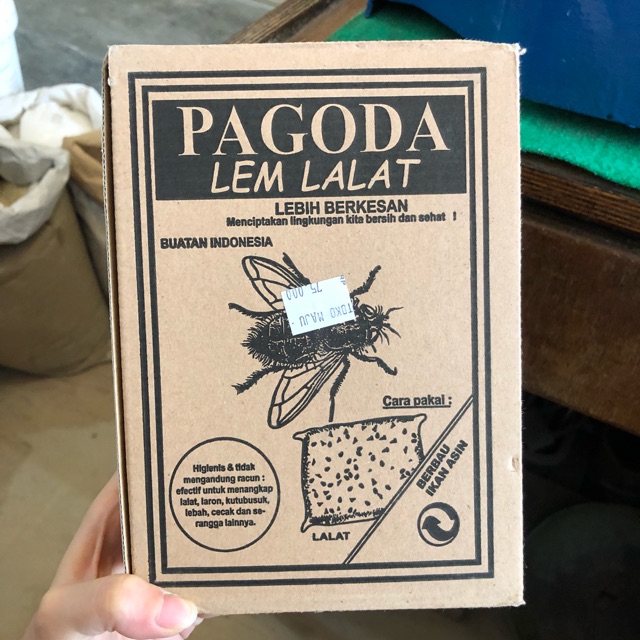 PAGODA
LEM LALAT
LEBIH BERKESAN
Menciptakan lingkungan kita bersih dan sehat !
BUATAN INDONESIA
75.000
TOKO MAJU
Cara pakai :
BERBAU
IKAN ASIN
Higienis & tidak
mengandung racun :
efectif untuk menangkap
lalat, laron, kutubusuk,
lebah, cecak dan se-
rangga lainnya.
LALAT